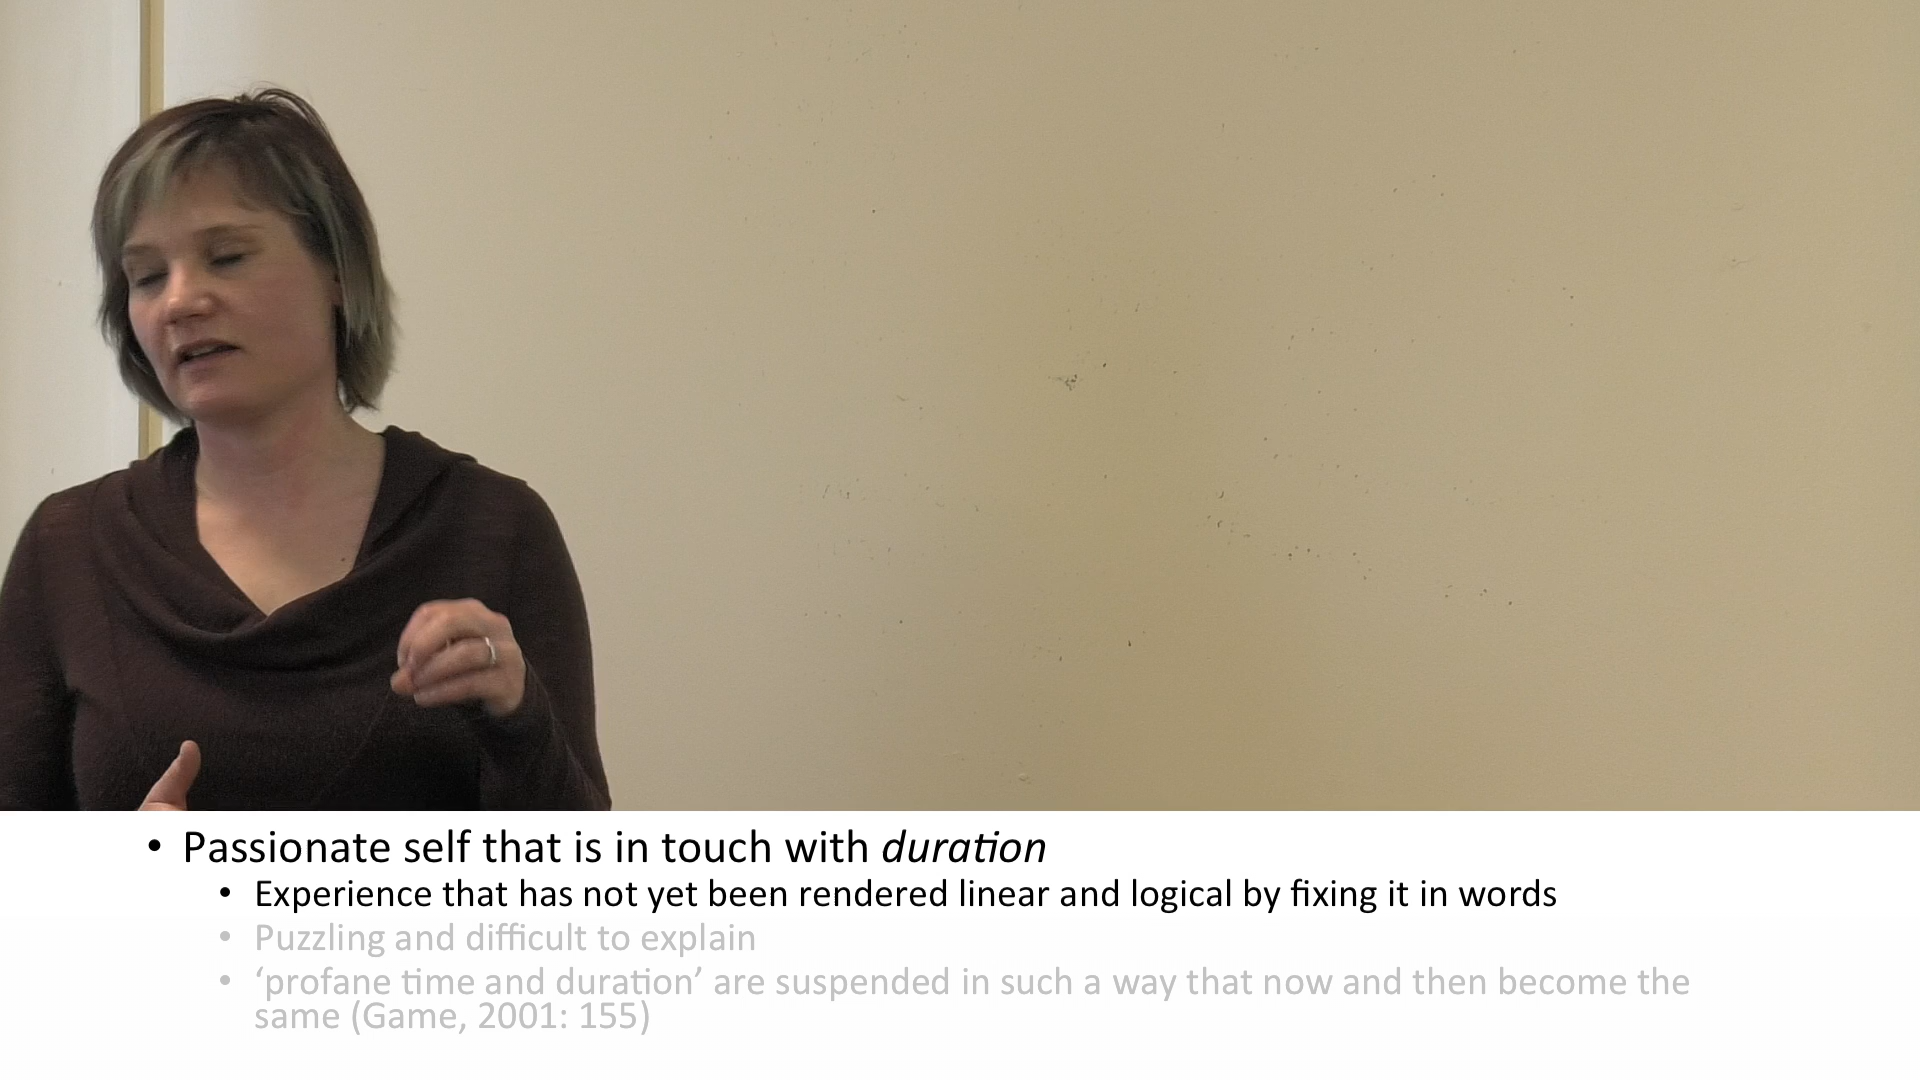 • Passionate self that is in touch with duration
• Experience that has not yet been rendered linear and logical by fixing it in words
• Puzzling and difficult to explain
• ‘profane time and duration’ are suspended in such a way that now and then become the
same (Game, 2001: 155)